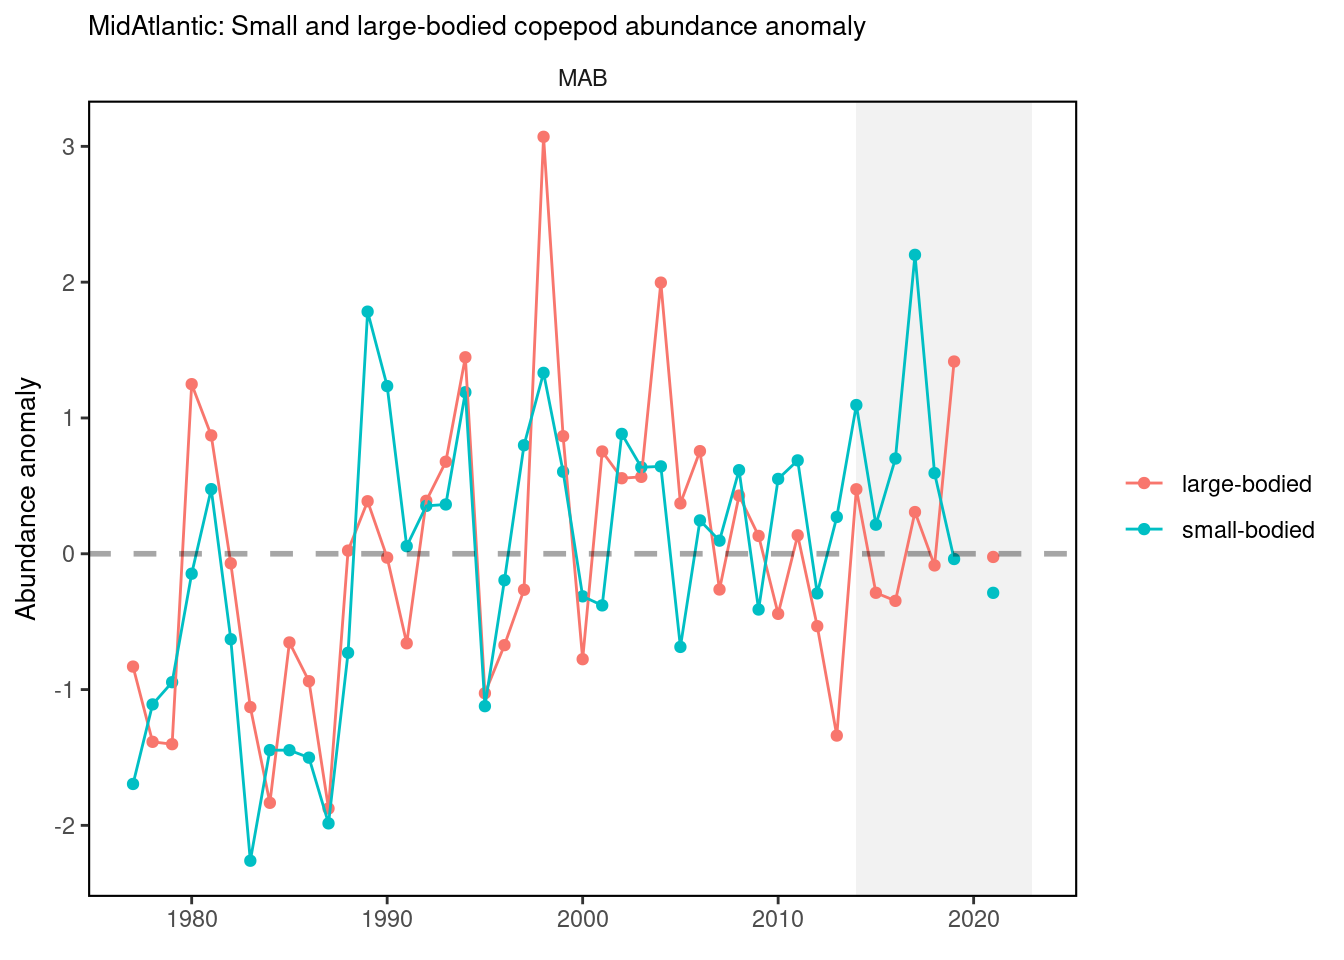 MidAtlantic: Small and large-bodied copepod abundance anomaly
MAB
Abundance anomaly
3
2
1
0
-1
-2
1980
1990
2000
2010
2020
large-bodied
small-bodied